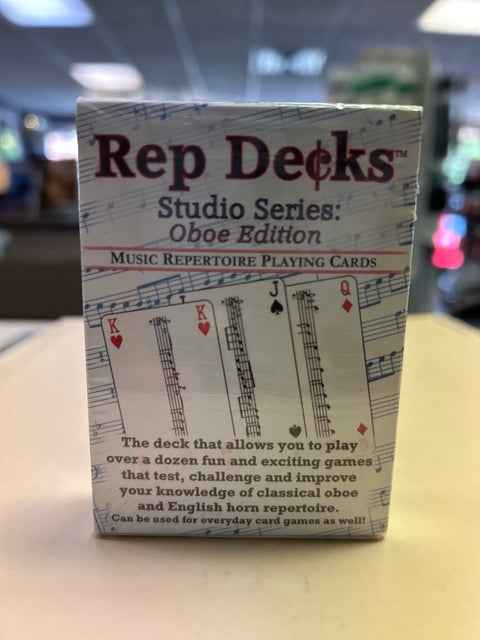 Rep Decks™
Studio Series:
Oboe Edition
MUSIC REPERTOIRE PLAYING CARDS
K
K
J
J
Q
The deck that allows you to play
over a dozen fun and exciting games
that test, challenge and improve
your knowledge of classical oboe
and English horn repertoire.
Can be used for everyday card games as well!